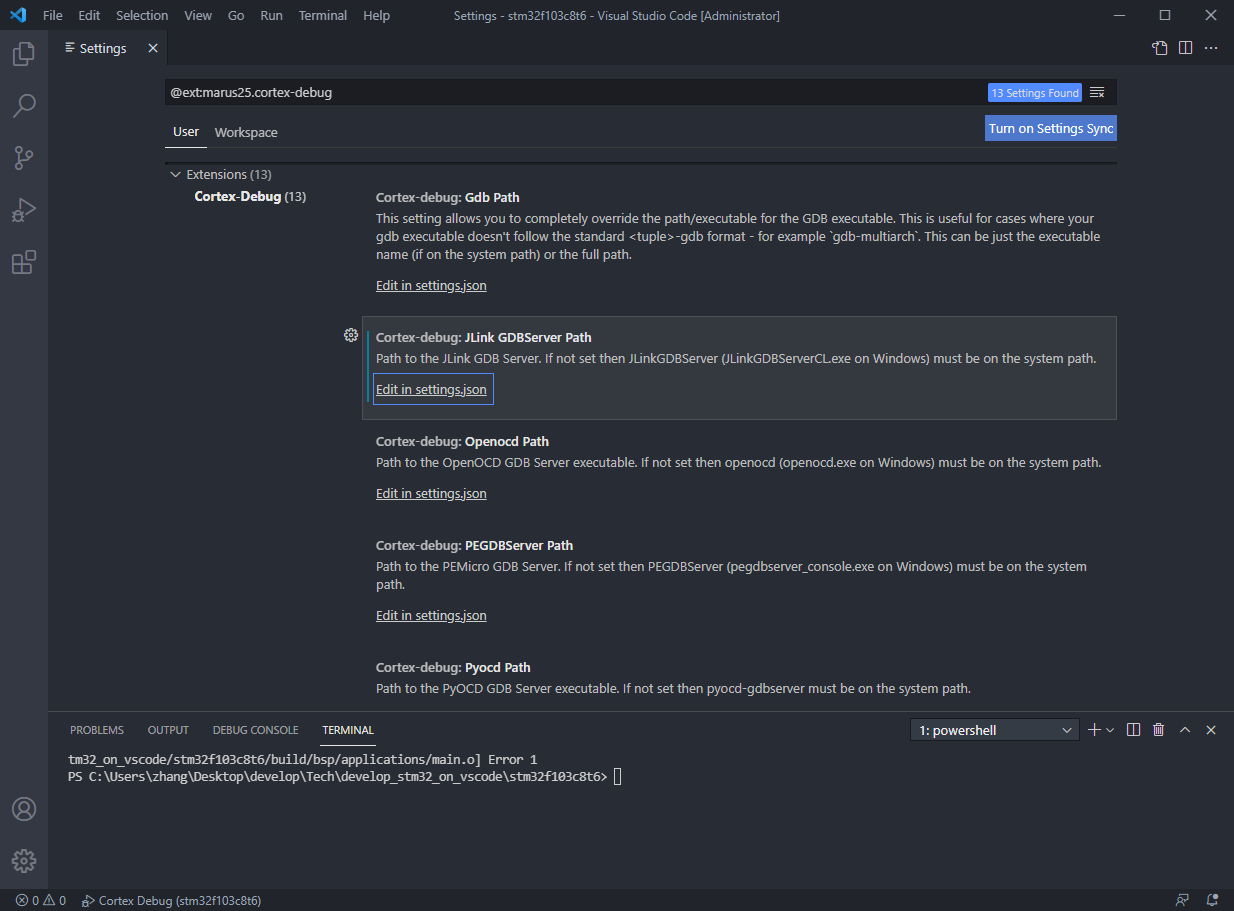 File Edit Selection View Go Run Terminal Help Settings - stm32f103c8t6 - Visual Studio Code [Administrator]
Settings
@ext:marus25.cortex-debug 13 Settings Found
User Workspace Turn on Settings Sync
Extensions (13)
Cortex-Debug (13)
Cortex-debug: Gdb Path
This setting allows you to completely override the path/executable for the GDB executable. This is useful for cases where your
gdb executable doesn't follow the standard <tuple>-gdb format - for example `gdb-multiarch`. This can be just the executable
name (if on the system path) or the full path.
Edit in settings.json
Cortex-debug: JLink GDBServer Path
Path to the JLink GDB Server. If not set then JLinkGDBServer (JLinkGDBServerCL.exe on Windows) must be on the system path.
Edit in settings.json
Cortex-debug: Openocd Path
Path to the OpenOCD GDB Server executable. If not set then openocd (openocd.exe on Windows) must be on the system path.
Edit in settings.json
Cortex-debug: PEGDBServer Path
Path to the PEMicro GDB Server. If not set then PEGDBServer (pegdbserver_console.exe on Windows) must be on the system
path.
Edit in settings.json
Cortex-debug: Pyocd Path
Path to the PyOCD GDB Server executable. If not set then pyocd-gdbserver must be on the system path.
PROBLEMS OUTPUT DEBUG CONSOLE TERMINAL 1: powershell
tm32_on_vscode/stm32f103c8t6/build/bsp/applications/main.o] Error 1
PS C:\Users\zhang\Desktop\develop\Tech\develop_stm32_on_vscode\stm32f103c8t6>
0 0 Cortex Debug (stm32f103c8t6)